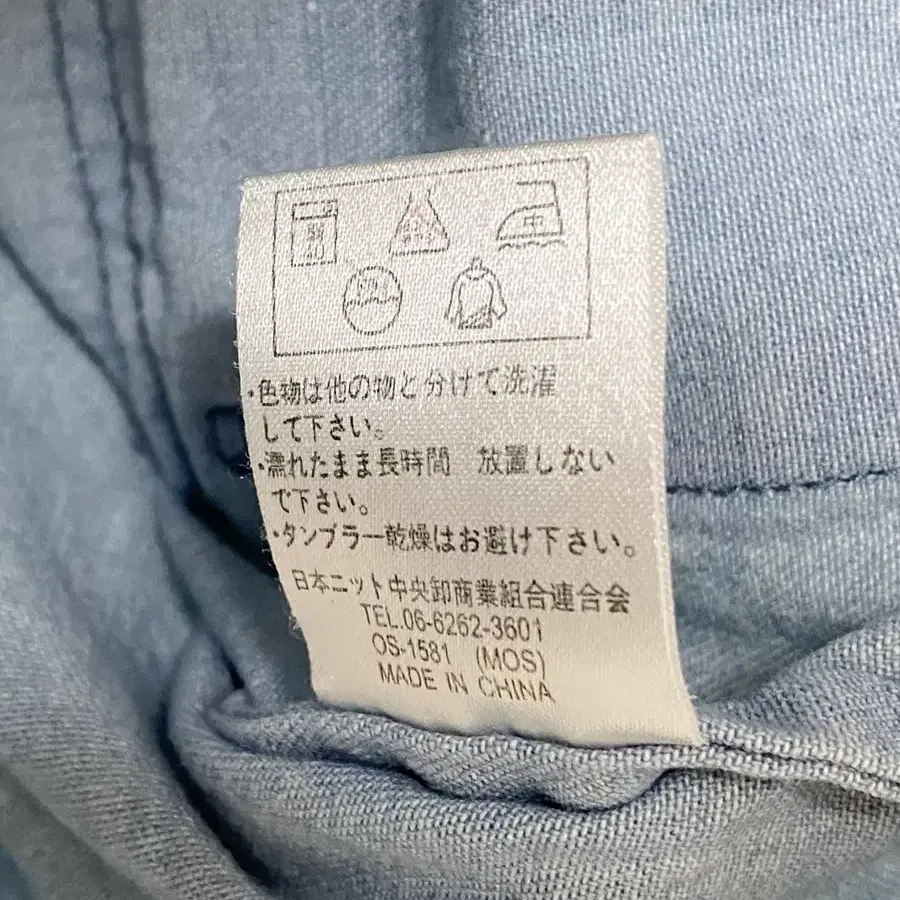 中
・色物は他の物と分けて洗濯
して下さい。
・濡れたまま長時間 放置しない
で下さい。
・タンブラー乾燥はお避け下さい。
日本ニット中央卸商業組合連合会
TEL.06-6262-3601
OS-1581 (MOS)
MADE IN CHINA